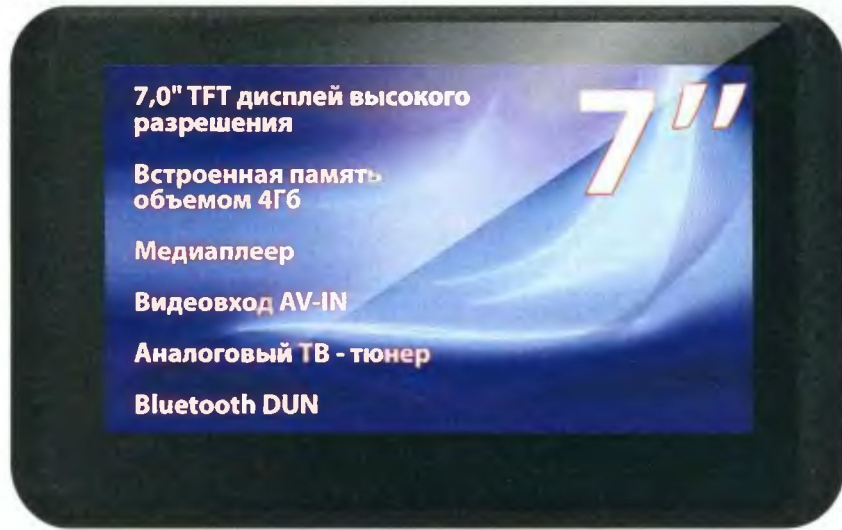 7,0" TFT дисплей высокого
разрешения
7"
Встроенная память
объемом 4Гб
Медиаплеер
Видеовход AV-IN
Аналоговый ТВ - тюнер
Bluetooth DUN